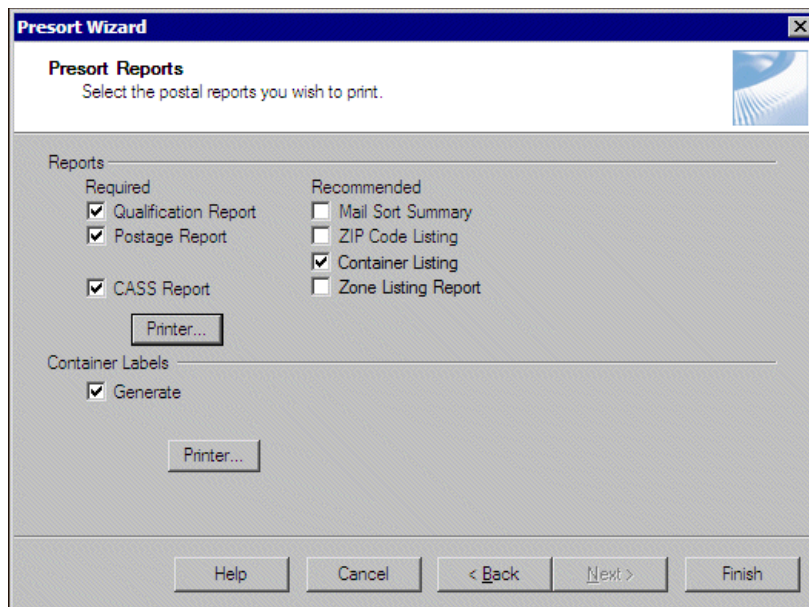 Presort Wizard
Presort Reports
Select the postal reports you wish to print.
Reports
Required Recommended
Qualification Report Mail Sort Summary
Postage Report ZIP Code Listing
Container Listing
CASS Report Zone Listing Report
Printer...
Container Labels
Generate
Printer...
Help Cancel < Back Next > Finish